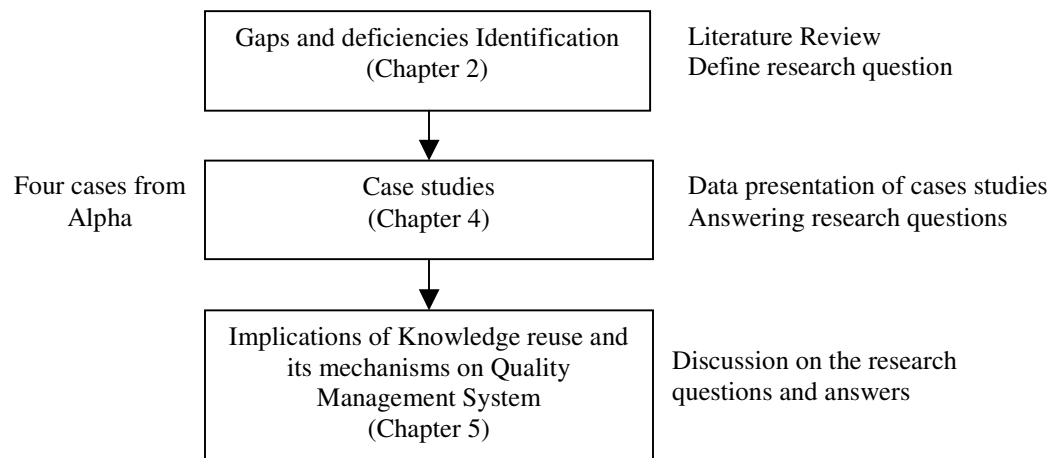 Gaps and deficiencies Identification
(Chapter 2)
Literature Review
Define research question
Four cases from
Alpha
Case studies
(Chapter 4)
Data presentation of cases studies
Answering research questions
Implications of Knowledge reuse and
its mechanisms on Quality
Management System
(Chapter 5)
Discussion on the research
questions and answers